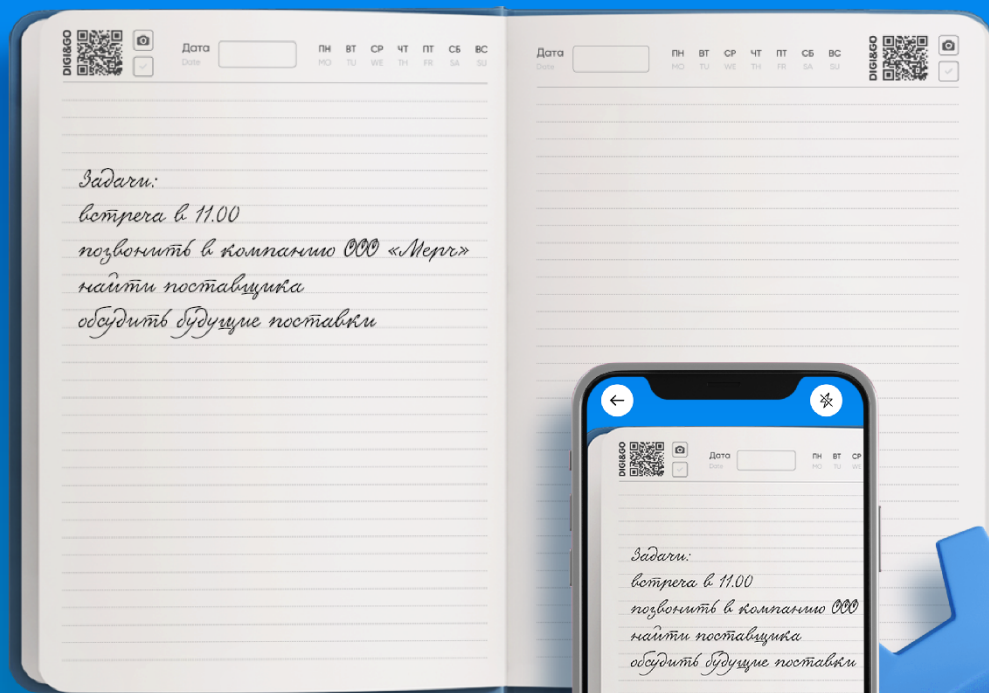 DIGI&GO
Дата
Date
ПН ВТ СР ЧТ ПТ СБ ВС
MO TU WE TH FR SA SU
Задачи:
встреча в 11.00
позвонить в компанию ООО «Мерч»
найти поставщика
обсудить будущие поставки
Дата
Date
ПН ВТ СР ЧТ ПТ СБ ВС
MO TU WE TH FR SA SU
DIGI&GO
DIGI&GO
Дата
Date
ПН ВТ СР
MO TU WE
Задачи:
встреча в 11.00
позвонить в компанию ООО
найти поставщика
обсудить будущие поставки